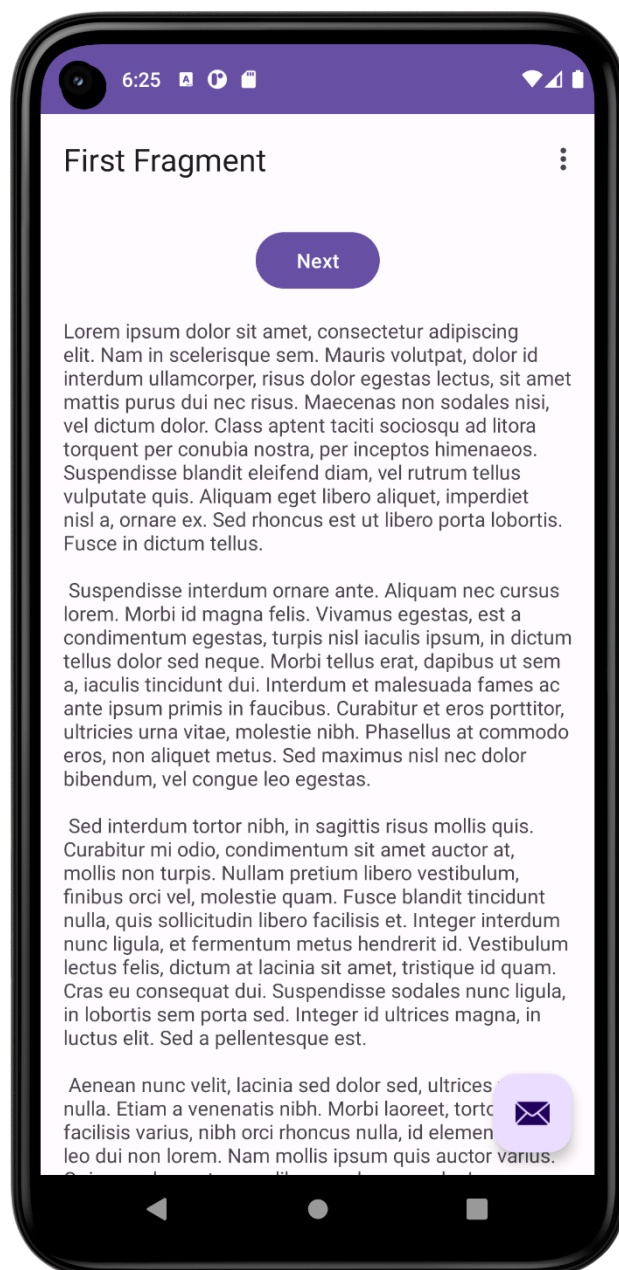 6:25
First Fragment
Next
Lorem ipsum dolor sit amet, consectetur adipiscing
elit. Nam in scelerisque sem. Mauris volutpat, dolor id
interdum ullamcorper, risus dolor egestas lectus, sit amet
mattis purus dui nec risus. Maecenas non sodales nisi,
vel dictum dolor. Class aptent taciti sociosqu ad litora
torquent per conubia nostra, per inceptos himenaeos.
Suspendisse blandit eleifend diam, vel rutrum tellus
vulputate quis. Aliquam eget libero aliquet, imperdiet
nisl a, ornare ex. Sed rhoncus est ut libero porta lobortis.
Fusce in dictum tellus.
Suspendisse interdum ornare ante. Aliquam nec cursus
lorem. Morbi id magna felis. Vivamus egestas, est a
condimentum egestas, turpis nisl iaculis ipsum, in dictum
tellus dolor sed neque. Morbi tellus erat, dapibus ut sem
a, iaculis tincidunt dui. Interdum et malesuada fames ac
ante ipsum primis in faucibus. Curabitur et eros porttitor,
ultricies urna vitae, molestie nibh. Phasellus at commodo
eros, non aliquet metus. Sed maximus nisl nec dolor
bibendum, vel congue leo egestas.
Sed interdum tortor nibh, in sagittis risus mollis quis.
Curabitur mi odio, condimentum sit amet auctor at,
mollis non turpis. Nullam pretium libero vestibulum,
finibus orci vel, molestie quam. Fusce blandit tincidunt
nulla, quis sollicitudin libero facilisis et. Integer interdum
nunc ligula, et fermentum metus hendrerit id. Vestibulum
lectus felis, dictum at lacinia sit amet, tristique id quam.
Cras eu consequat dui. Suspendisse sodales nunc ligula,
in lobortis sem porta sed. Integer id ultrices magna, in
luctus elit. Sed a pellentesque est.
Aenean nunc velit, lacinia sed dolor sed, ultrices
nulla. Etiam a venenatis nibh. Morbi laoreet,
facilisis varius, nibh orci rhoncus nulla, id
leo dui non lorem. Nam mollis ipsum quis auctor varius.